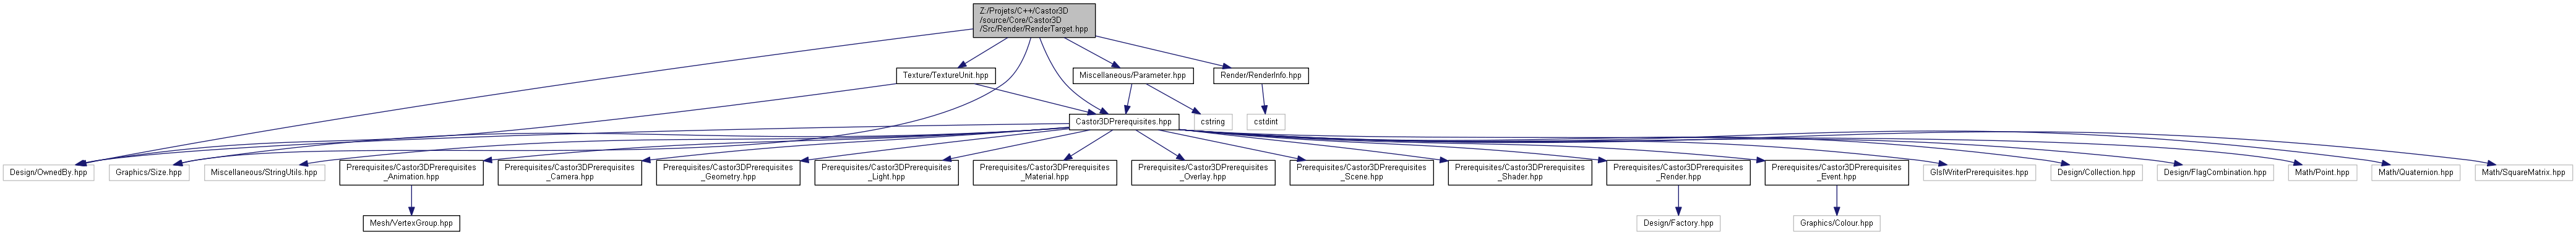 Z:/Projets/C++/Castor3D
/source/Core/Castor3D
/Src/Render/RenderTarget.hpp
Texture/TextureUnit.hpp
Miscellaneous/Parameter.hpp
Render/RenderInfo.hpp
Castor3DPrerequisites.hpp
cstring
cstdint
Design/OwnedBy.hpp
Graphics/Size.hpp
Miscellaneous/StringUtils.hpp
Prerequisites/Castor3DPrerequisites
_Animation.hpp
Prerequisites/Castor3DPrerequisites
_Camera.hpp
Prerequisites/Castor3DPrerequisites
_Geometry.hpp
Prerequisites/Castor3DPrerequisites
_Light.hpp
Prerequisites/Castor3DPrerequisites
_Material.hpp
Prerequisites/Castor3DPrerequisites
_Overlay.hpp
Prerequisites/Castor3DPrerequisites
_Scene.hpp
Prerequisites/Castor3DPrerequisites
_Shader.hpp
Prerequisites/Castor3DPrerequisites
_Render.hpp
Prerequisites/Castor3DPrerequisites
_Event.hpp
GlslWriterPrerequisites.hpp
Design/Collection.hpp
Design/FlagCombination.hpp
Math/Point.hpp
Math/Quaternion.hpp
Math/SquareMatrix.hpp
Mesh/VertexGroup.hpp
Design/Factory.hpp
Graphics/Colour.hpp